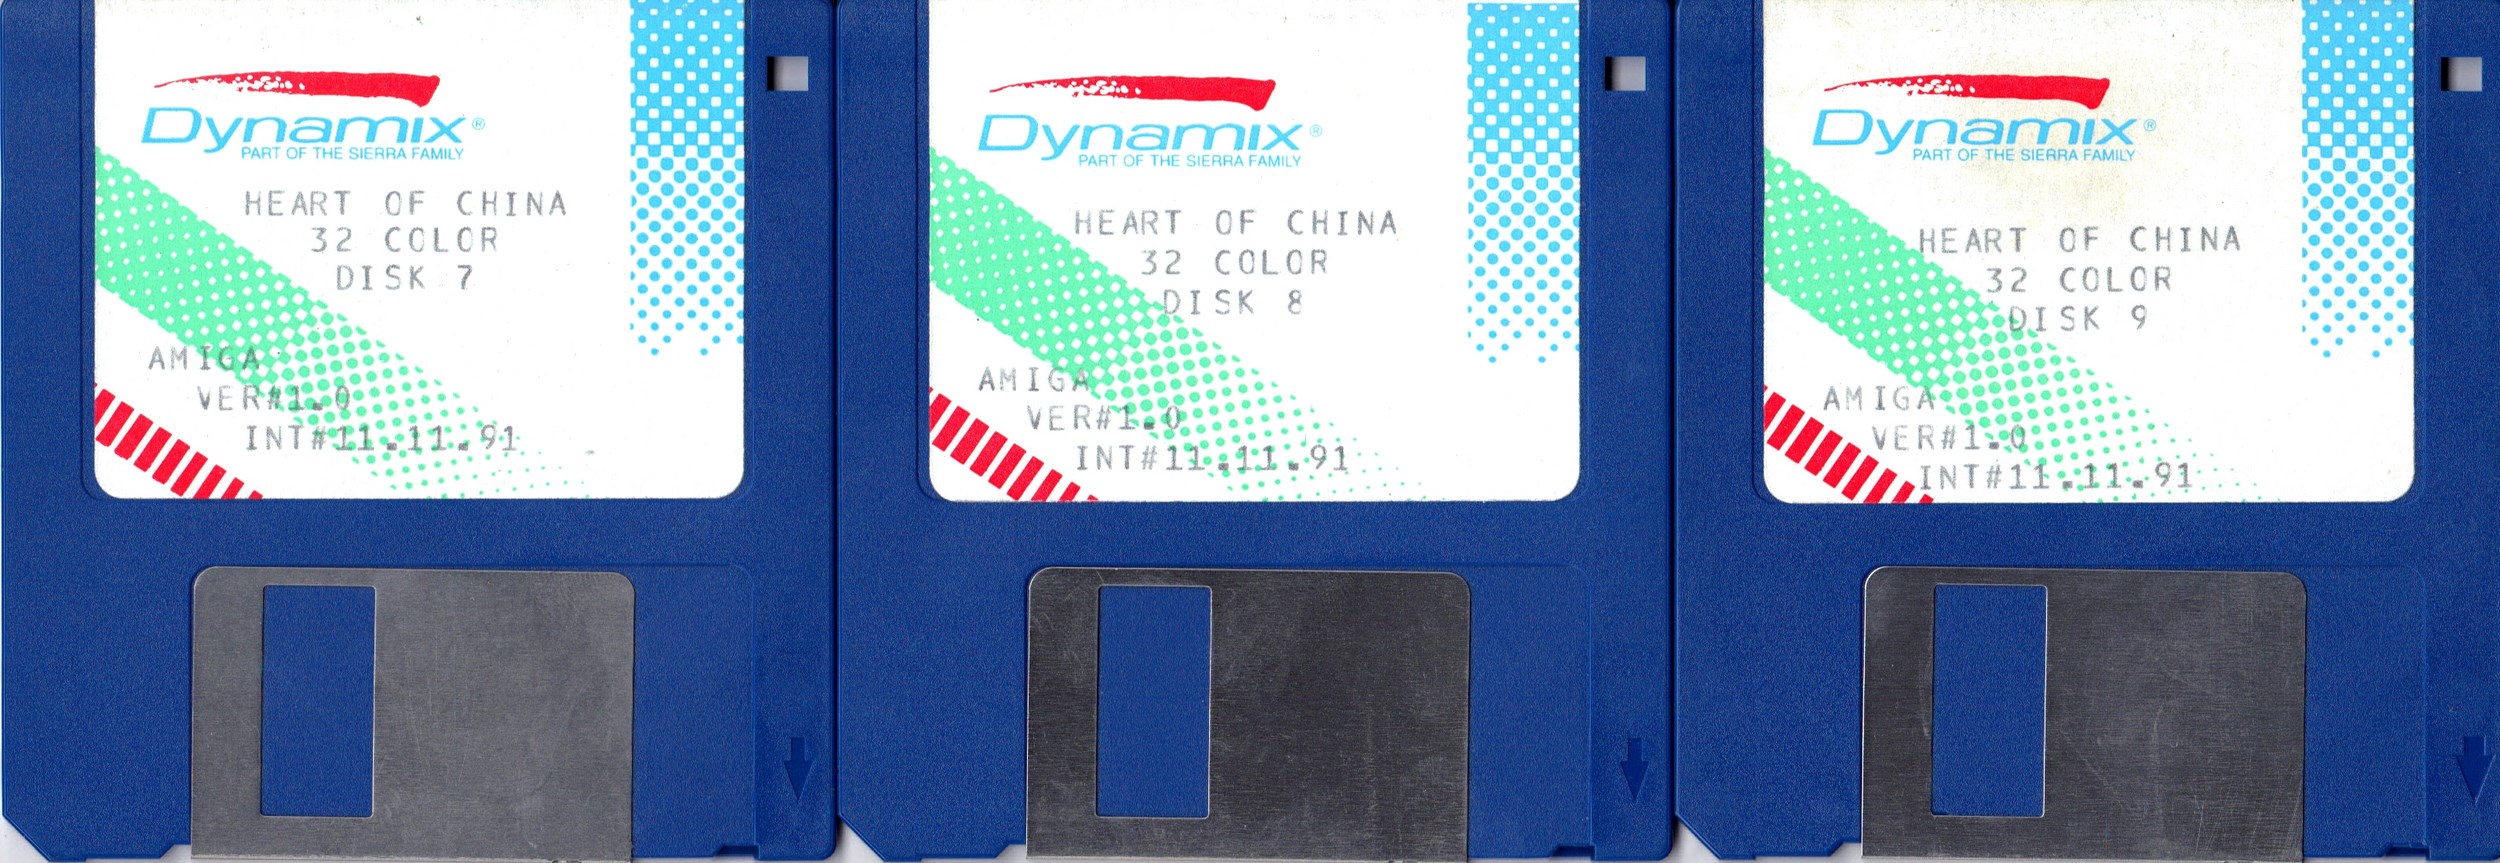 Dynamix®
PART OF THE SIERRA FAMILY
HEART OF CHINA
32 COLOR
DISK 7
AMIGA
VER#1.0
INT#11.11.91
Dynamix®
PART OF THE SIERRA FAMILY
HEART OF CHINA
32 COLOR
DISK 8
AMIGA
VER#1.0
INT#11.11.91
Dynamix®
PART OF THE SIERRA FAMILY
HEART OF CHINA
32 COLOR
DISK 9
AMIGA
VER#1.0
INT#11.11.91